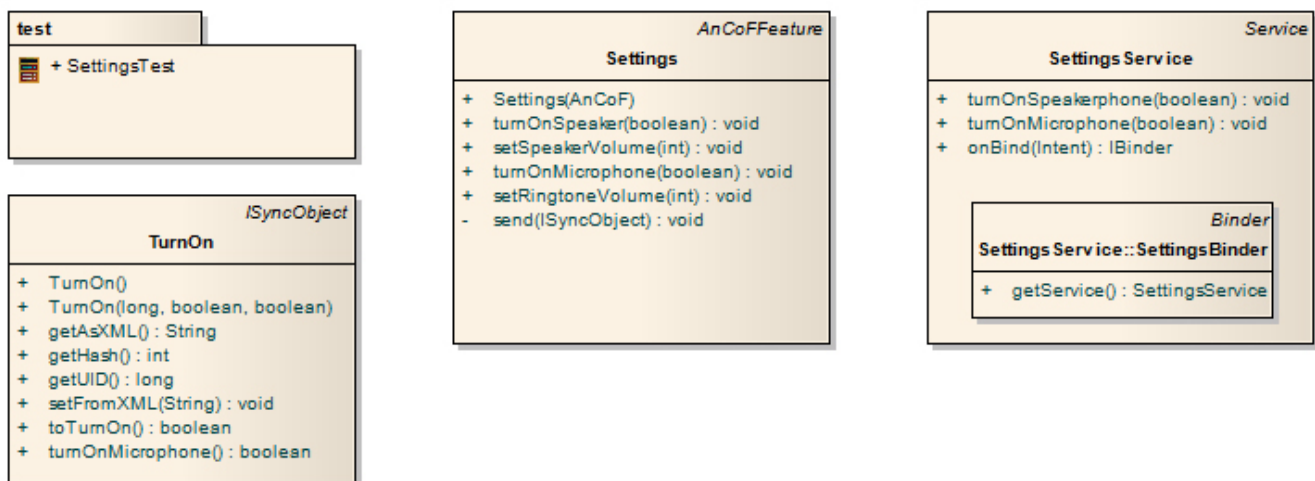 test
+ SettingsTest
ISyncObject
TurnOn
+ TurnOn()
+ TurnOn(long, boolean, boolean)
+ getAsXML() : String
+ getHash() : int
+ getUID() : long
+ setFromXML(String) : void
+ toTurnOn() : boolean
+ turnOnMicrophone() : boolean
AnCoFFeature
Settings
+ Settings(AnCoF)
+ turnOnSpeaker(boolean) : void
+ setSpeakerVolume(int) : void
+ turnOnMicrophone(boolean) : void
+ setRingtoneVolume(int) : void
- send(ISyncObject) : void
Service
SettingsService
+ turnOnSpeakerphone(boolean) : void
+ turnOnMicrophone(boolean) : void
+ onBind(Intent) : IBinder
Binder
SettingsService::SettingsBinder
+ getService() : SettingsService